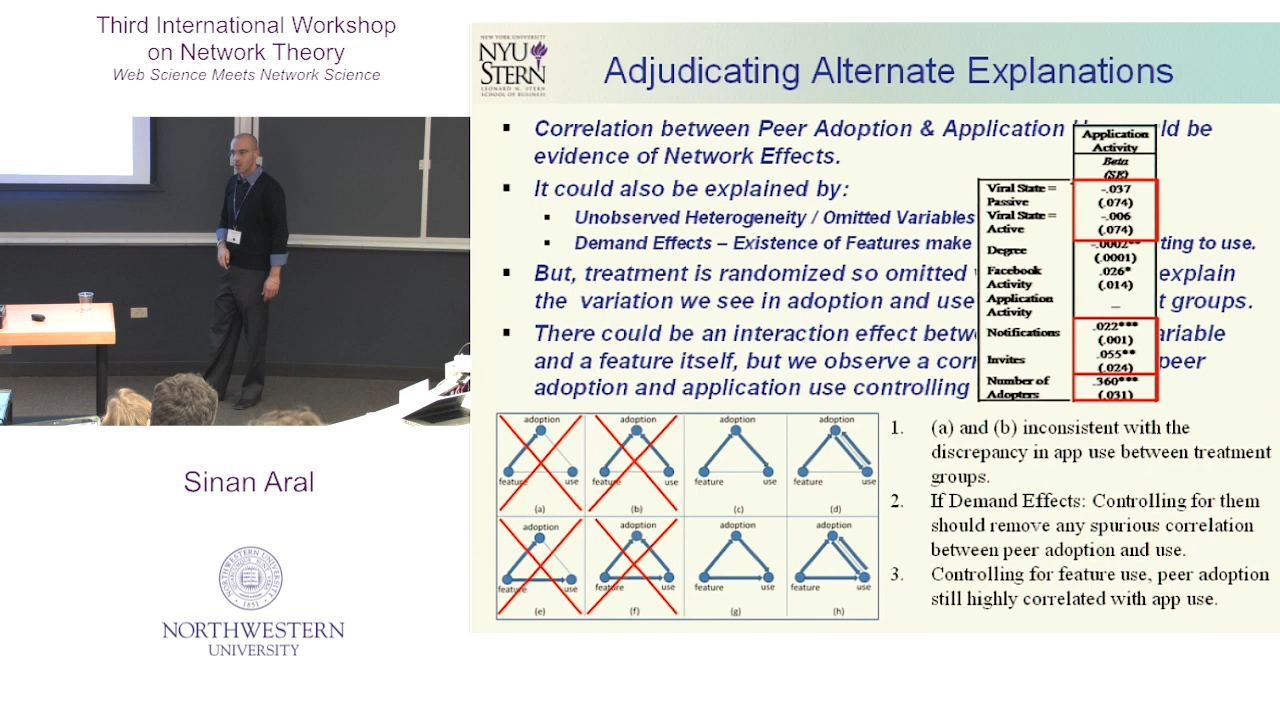 Third International Workshop
on Network Theory
Web Science Meets Network Science
Sinan Aral
NORTHWESTERN
UNIVERSITY
NEW YORK UNIVERSITY
NYU
STERN
LEONARD N. STERN
SCHOOL OF BUSINESS
Adjudicating Alternate Explanations
Correlation between Peer Adoption & Application ld be
evidence of Network Effects.
It could also be explained by:
Unobserved Heterogeneity / Omitted Variables
Demand Effects – Existence of Features make ting to use.
But, treatment is randomized so omitted explain
the variation we see in adoption and use t groups.
There could be an interaction effect betw ariable
and a feature itself, but we observe a corr peer
adoption and application use controlling
Application
Activity
Beta
(SE)
Viral State = -.037
Passive (.074)
Viral State = -.006
Active (.074)
Degree -.0002**
(.0001)
Facebook .026*
Activity (.014)
Application
Activity –
Notifications .022***
(.001)
Invites .055**
(.024)
Number of .360***
Adopters (.031)
adoption adoption adoption adoption
feature use feature use feature use feature use
(a) (b) (c) (d)
adoption adoption adoption adoption
feature use feature use feature use feature use
(e) (f) (g) (h)
1. (a) and (b) inconsistent with the
discrepancy in app use between treatment
groups.
2. If Demand Effects: Controlling for them
should remove any spurious correlation
between peer adoption and use.
3. Controlling for feature use, peer adoption
still highly correlated with app use.